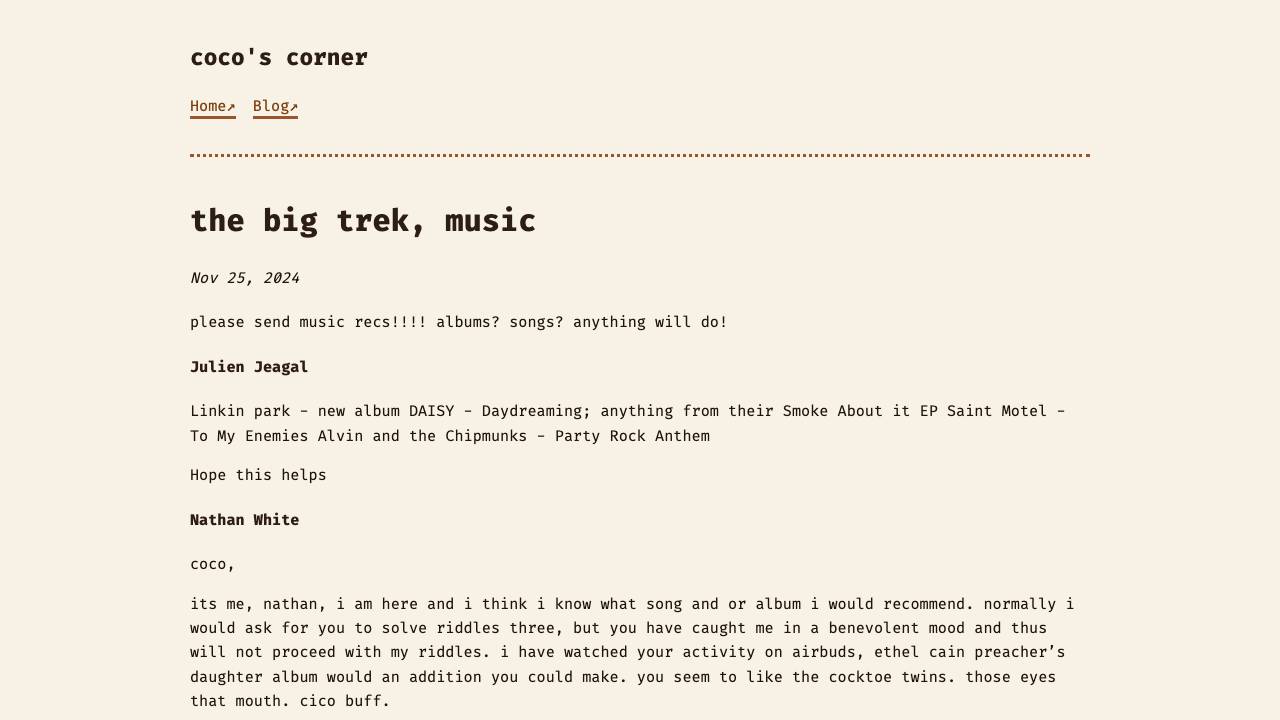 coco's corner
Home↗ Blog↗
the big trek, music
Nov 25, 2024
please send music recs!!!! albums? songs? anything will do!
Julien Jeagal
Linkin park - new album DAISY - Daydreaming; anything from their Smoke About it EP Saint Motel -
To My Enemies Alvin and the Chipmunks - Party Rock Anthem
Hope this helps
Nathan White
coco,
its me, nathan, i am here and i think i know what song and or album i would recommend. normally i
would ask for you to solve riddles three, but you have caught me in a benevolent mood and thus
will not proceed with my riddles. i have watched your activity on airbuds, ethel cain preacher’s
daughter album would an addition you could make. you seem to like the cocktoe twins. those eyes
that mouth. cico buff.